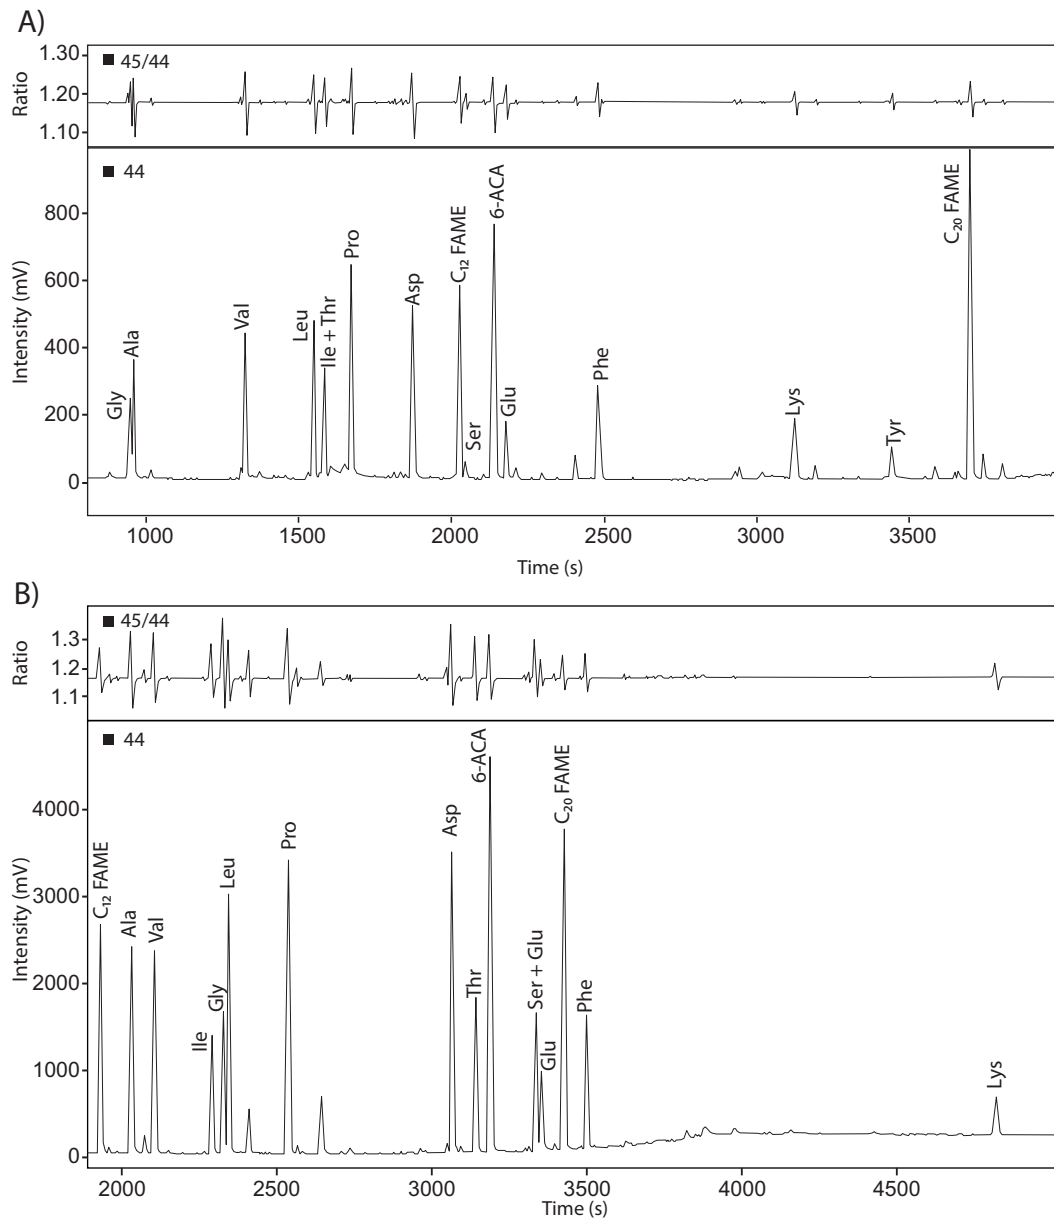 A)
1.30
1.20
1.10
Ratio
■ 45/44
■ 44
800
600
400
200
0
Intensity (mV)
Gly
Ala
Val
Leu
Ile + Thr
Pro
Asp
C₁₂ FAME
Ser
6-ACA
Glu
Phe
Lys
Tyr
C₂₀ FAME
1000 1500 2000 2500 3000 3500
Time (s)
B)
1.3
1.2
1.1
Ratio
■ 45/44
■ 44
4000
3000
2000
1000
0
Intensity (mV)
C₁₂ FAME
Ala
Val
Ile
Gly
Leu
Pro
Asp
Thr
6-ACA
Ser + Glu
Glu
C₂₀ FAME
Phe
Lys
2000 2500 3000 3500 4000 4500
Time (s)